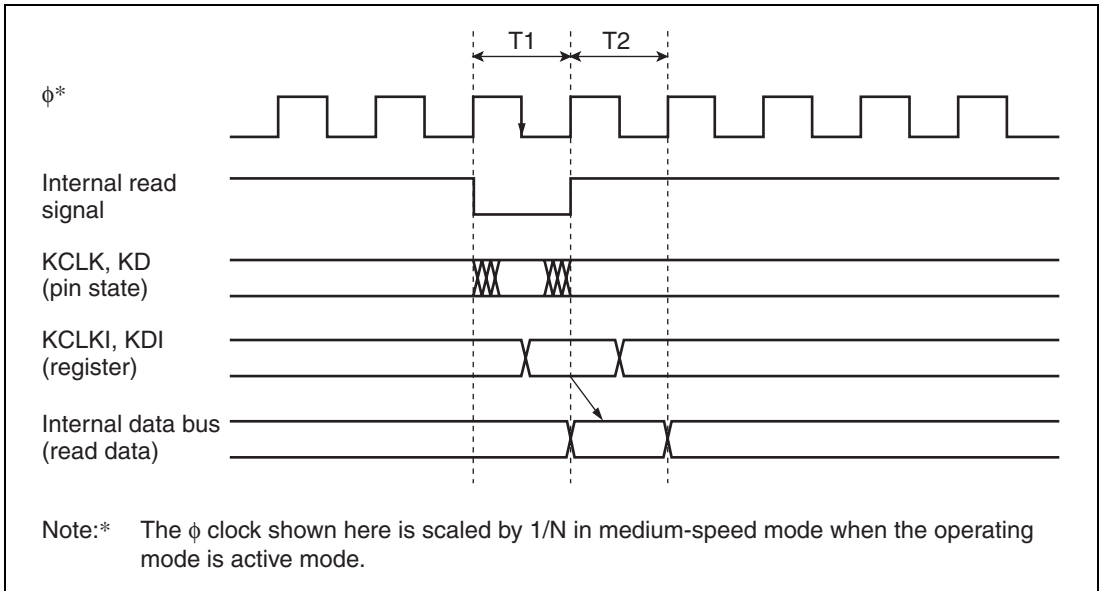 T1 T2
φ*
Internal read
signal
KCLK, KD
(pin state)
KCLKI, KDI
(register)
Internal data bus
(read data)
Note:* The φ clock shown here is scaled by 1/N in medium-speed mode when the operating
mode is active mode.